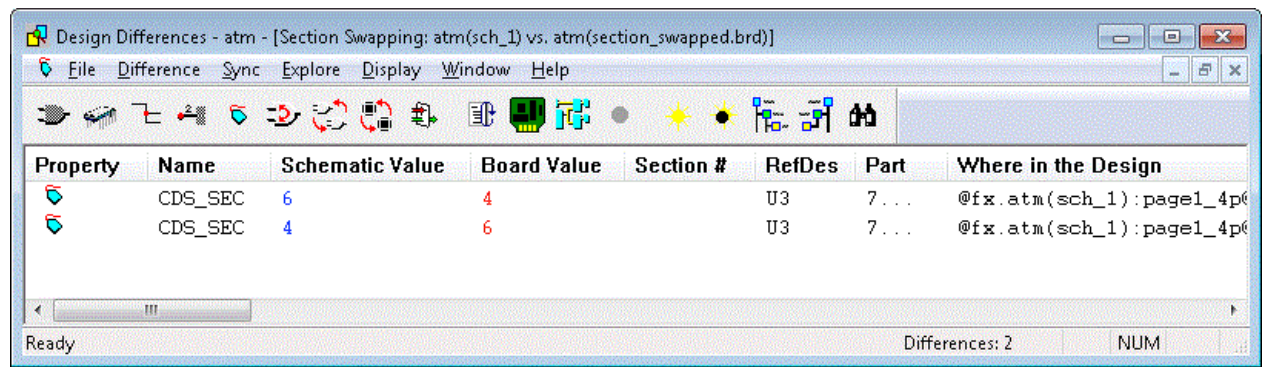 Design Differences - atm - [Section Swapping: atm(sch_1) vs. atm(section_swapped.brd)]
File Difference Sync Explore Display Window Help
Property Name Schematic Value Board Value Section # RefDes Part Where in the Design
CDS_SEC 6 4 U3 7... @fx.atm(sch_1):page1_4p@
CDS_SEC 4 6 U3 7... @fx.atm(sch_1):page1_4p@
Ready Differences: 2 NUM